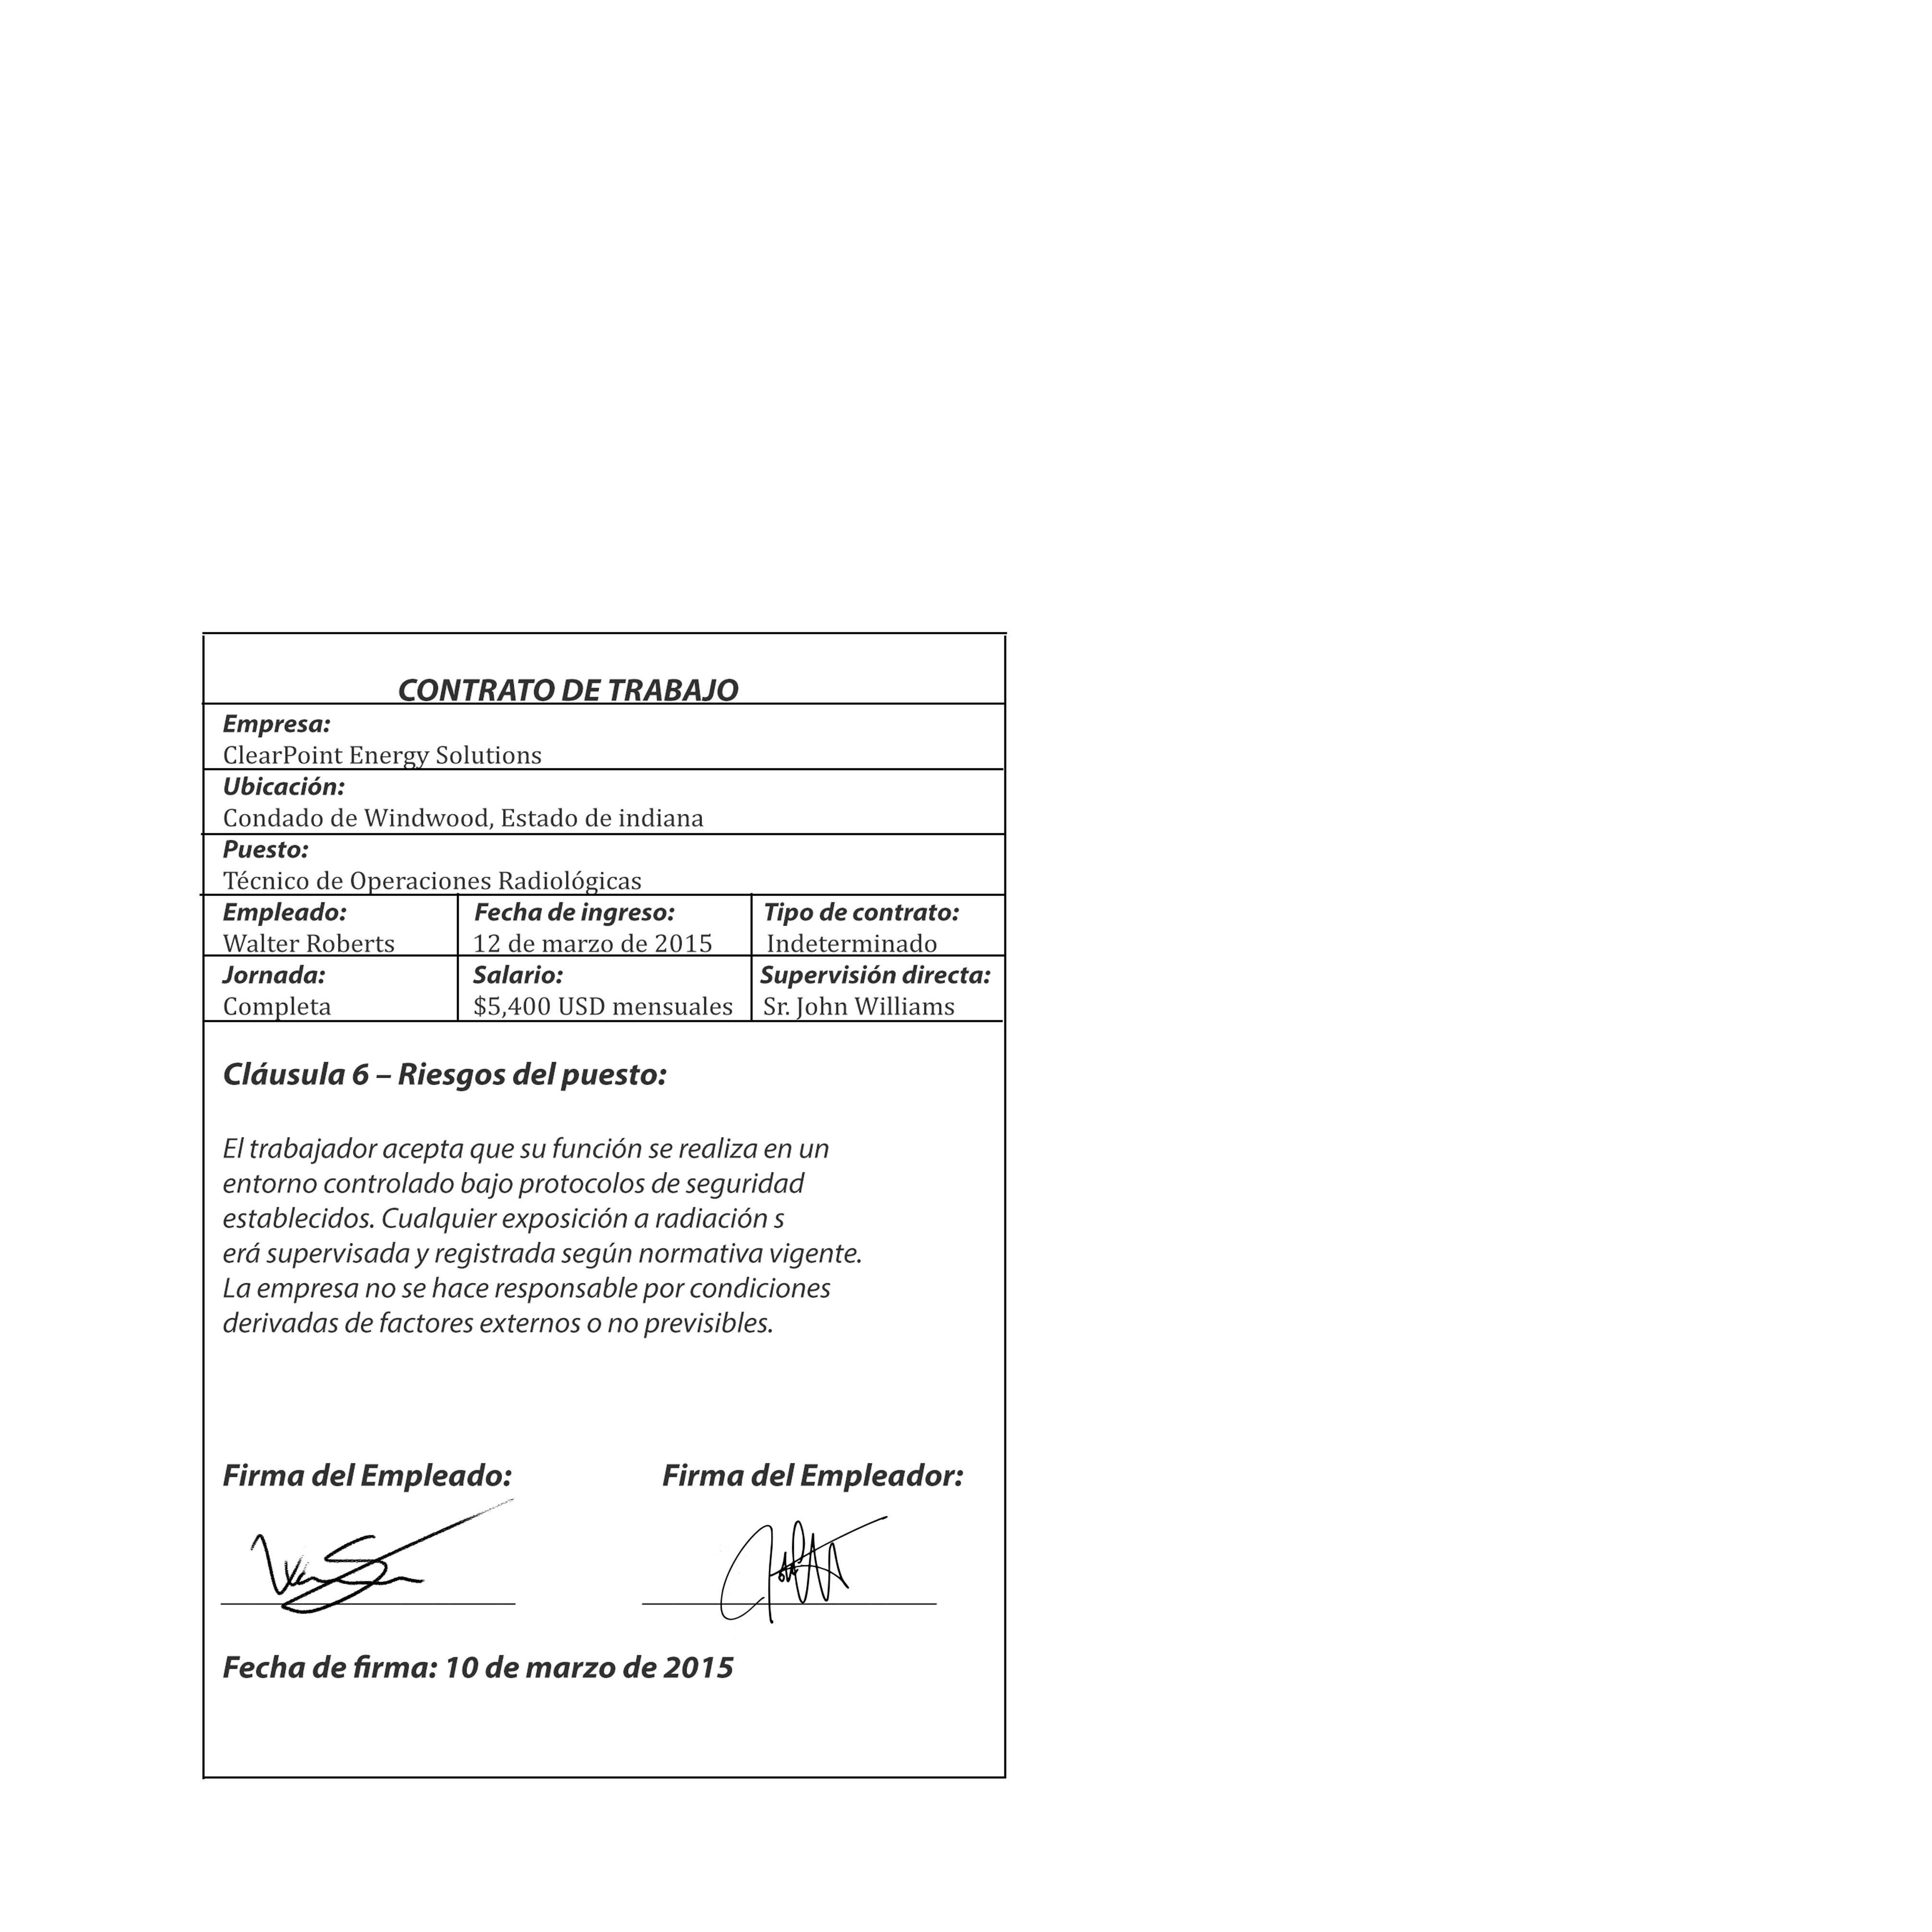 CONTRATO DE TRABAJO
Empresa:
ClearPoint Energy Solutions
Ubicación:
Condado de Windwood, Estado de indiana
Puesto:
Técnico de Operaciones Radiológicas
Empleado: Fecha de ingreso: Tipo de contrato:
Walter Roberts 12 de marzo de 2015 Indeterminado
Jornada: Salario: Supervisión directa:
Completa $5,400 USD mensuales Sr. John Williams
Cláusula 6 – Riesgos del puesto:
El trabajador acepta que su función se realiza en un
entorno controlado bajo protocolos de seguridad
establecidos. Cualquier exposición a radiación s
erá supervisada y registrada según normativa vigente.
La empresa no se hace responsable por condiciones
derivadas de factores externos o no previsibles.
Firma del Empleado: Firma del Empleador:
Fecha de firma: 10 de marzo de 2015